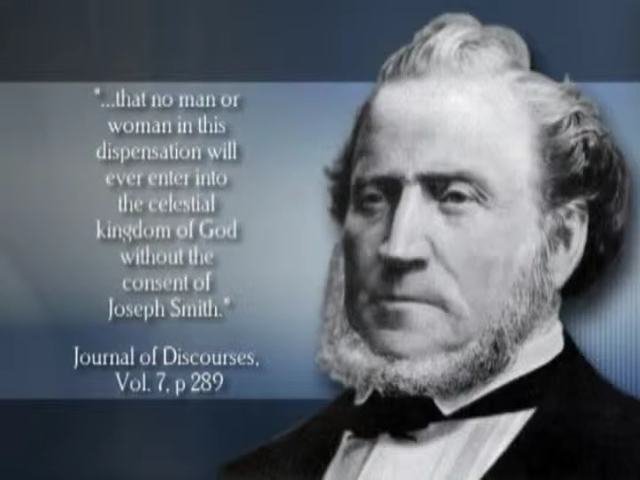 "...that no man or
woman in this
dispensation will
ever enter into
the celestial
kingdom of God
without the
consent of
Joseph Smith."
Journal of Discourses,
Vol. 7, p 289